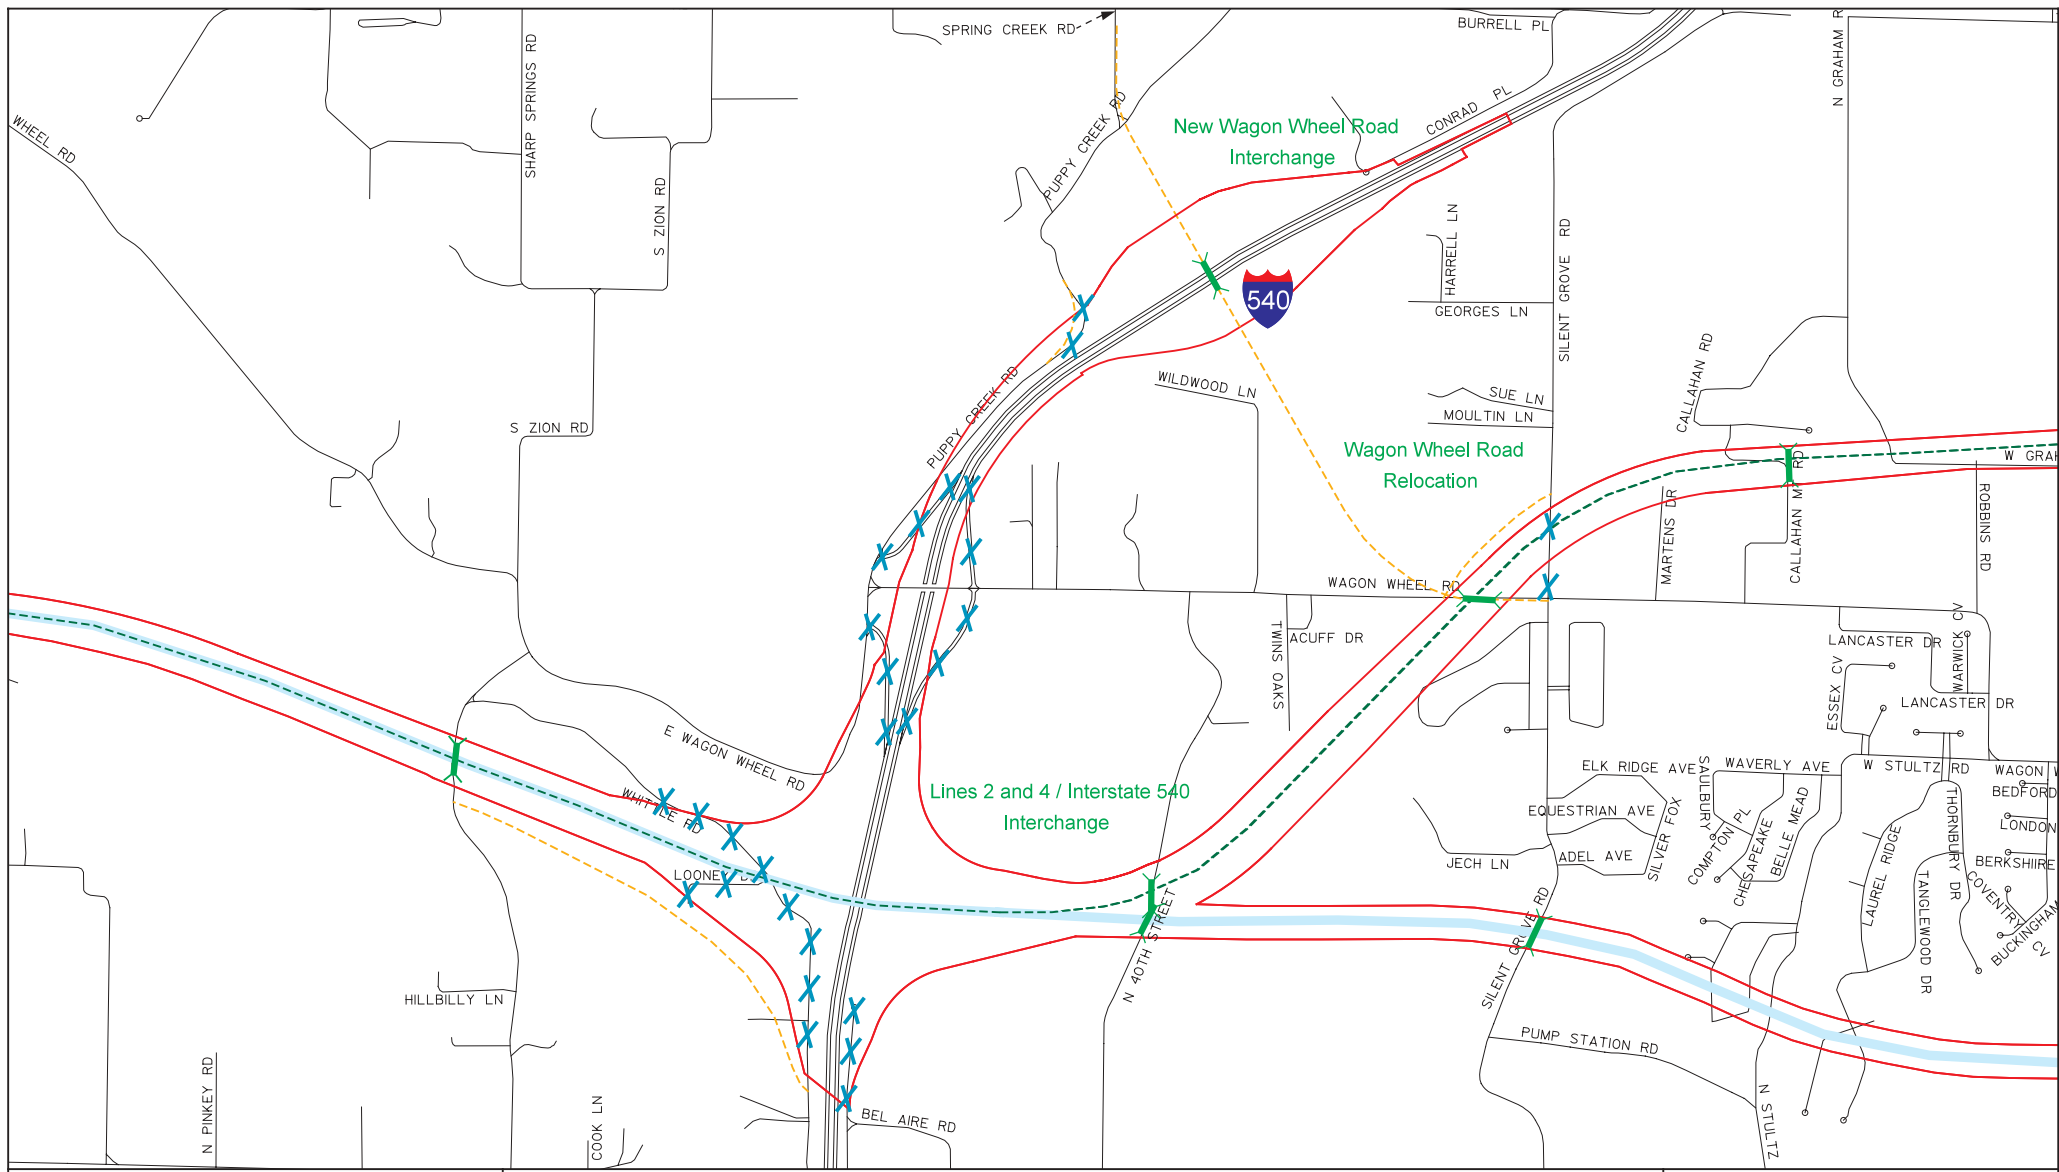 SPRING CREEK RD
BURRELL PL
N GRAHAM R
SHARP SPRINGS RD
WHEEL RD
PUPPY CREEK RD
New Wagon Wheel Road
Interchange
CONRAD PL
S ZION RD
HARRELL LN
SILENT GROVE RD
540
GEORGES LN
CALLAHAN RD
WILDWOOD LN
SUE LN
MOULTIN LN
PUPPY CREEK RD
S ZION RD
Wagon Wheel Road
Relocation
W GRAH
CALLAHAN M RD
MARTENS DR
ROBBINS RD
WAGON WHEEL RD
TWINS OAKS
ACUFF DR
LANCASTER DR
WARWICK CV
ESSEX CV
LANCASTER DR
E WAGON WHEEL RD
WHITTLE RD
Lines 2 and 4 / Interstate 540
Interchange
ELK RIDGE AVE
SAULBURY
WAVERLY AVE
W STULTZ RD
WAGON W
BEDFORD
EQUESTRIAN AVE
SILVER FOX
COMPTON PL
CHESAPEAKE
BELLE MEAD
LAUREL RIDGE
THORNBURY DR
LONDON
BERKSHIIRE
JECH LN
ADEL AVE
LOONEY
TANGLEWOOD DR
COVENTRY CV
BUCKINGHAM
N 40TH STREET
SILENT GROVE RD
HILLBILLY LN
PUMP STATION RD
N PINKEY RD
COOK LN
BEL AIRE RD
N STULTZ